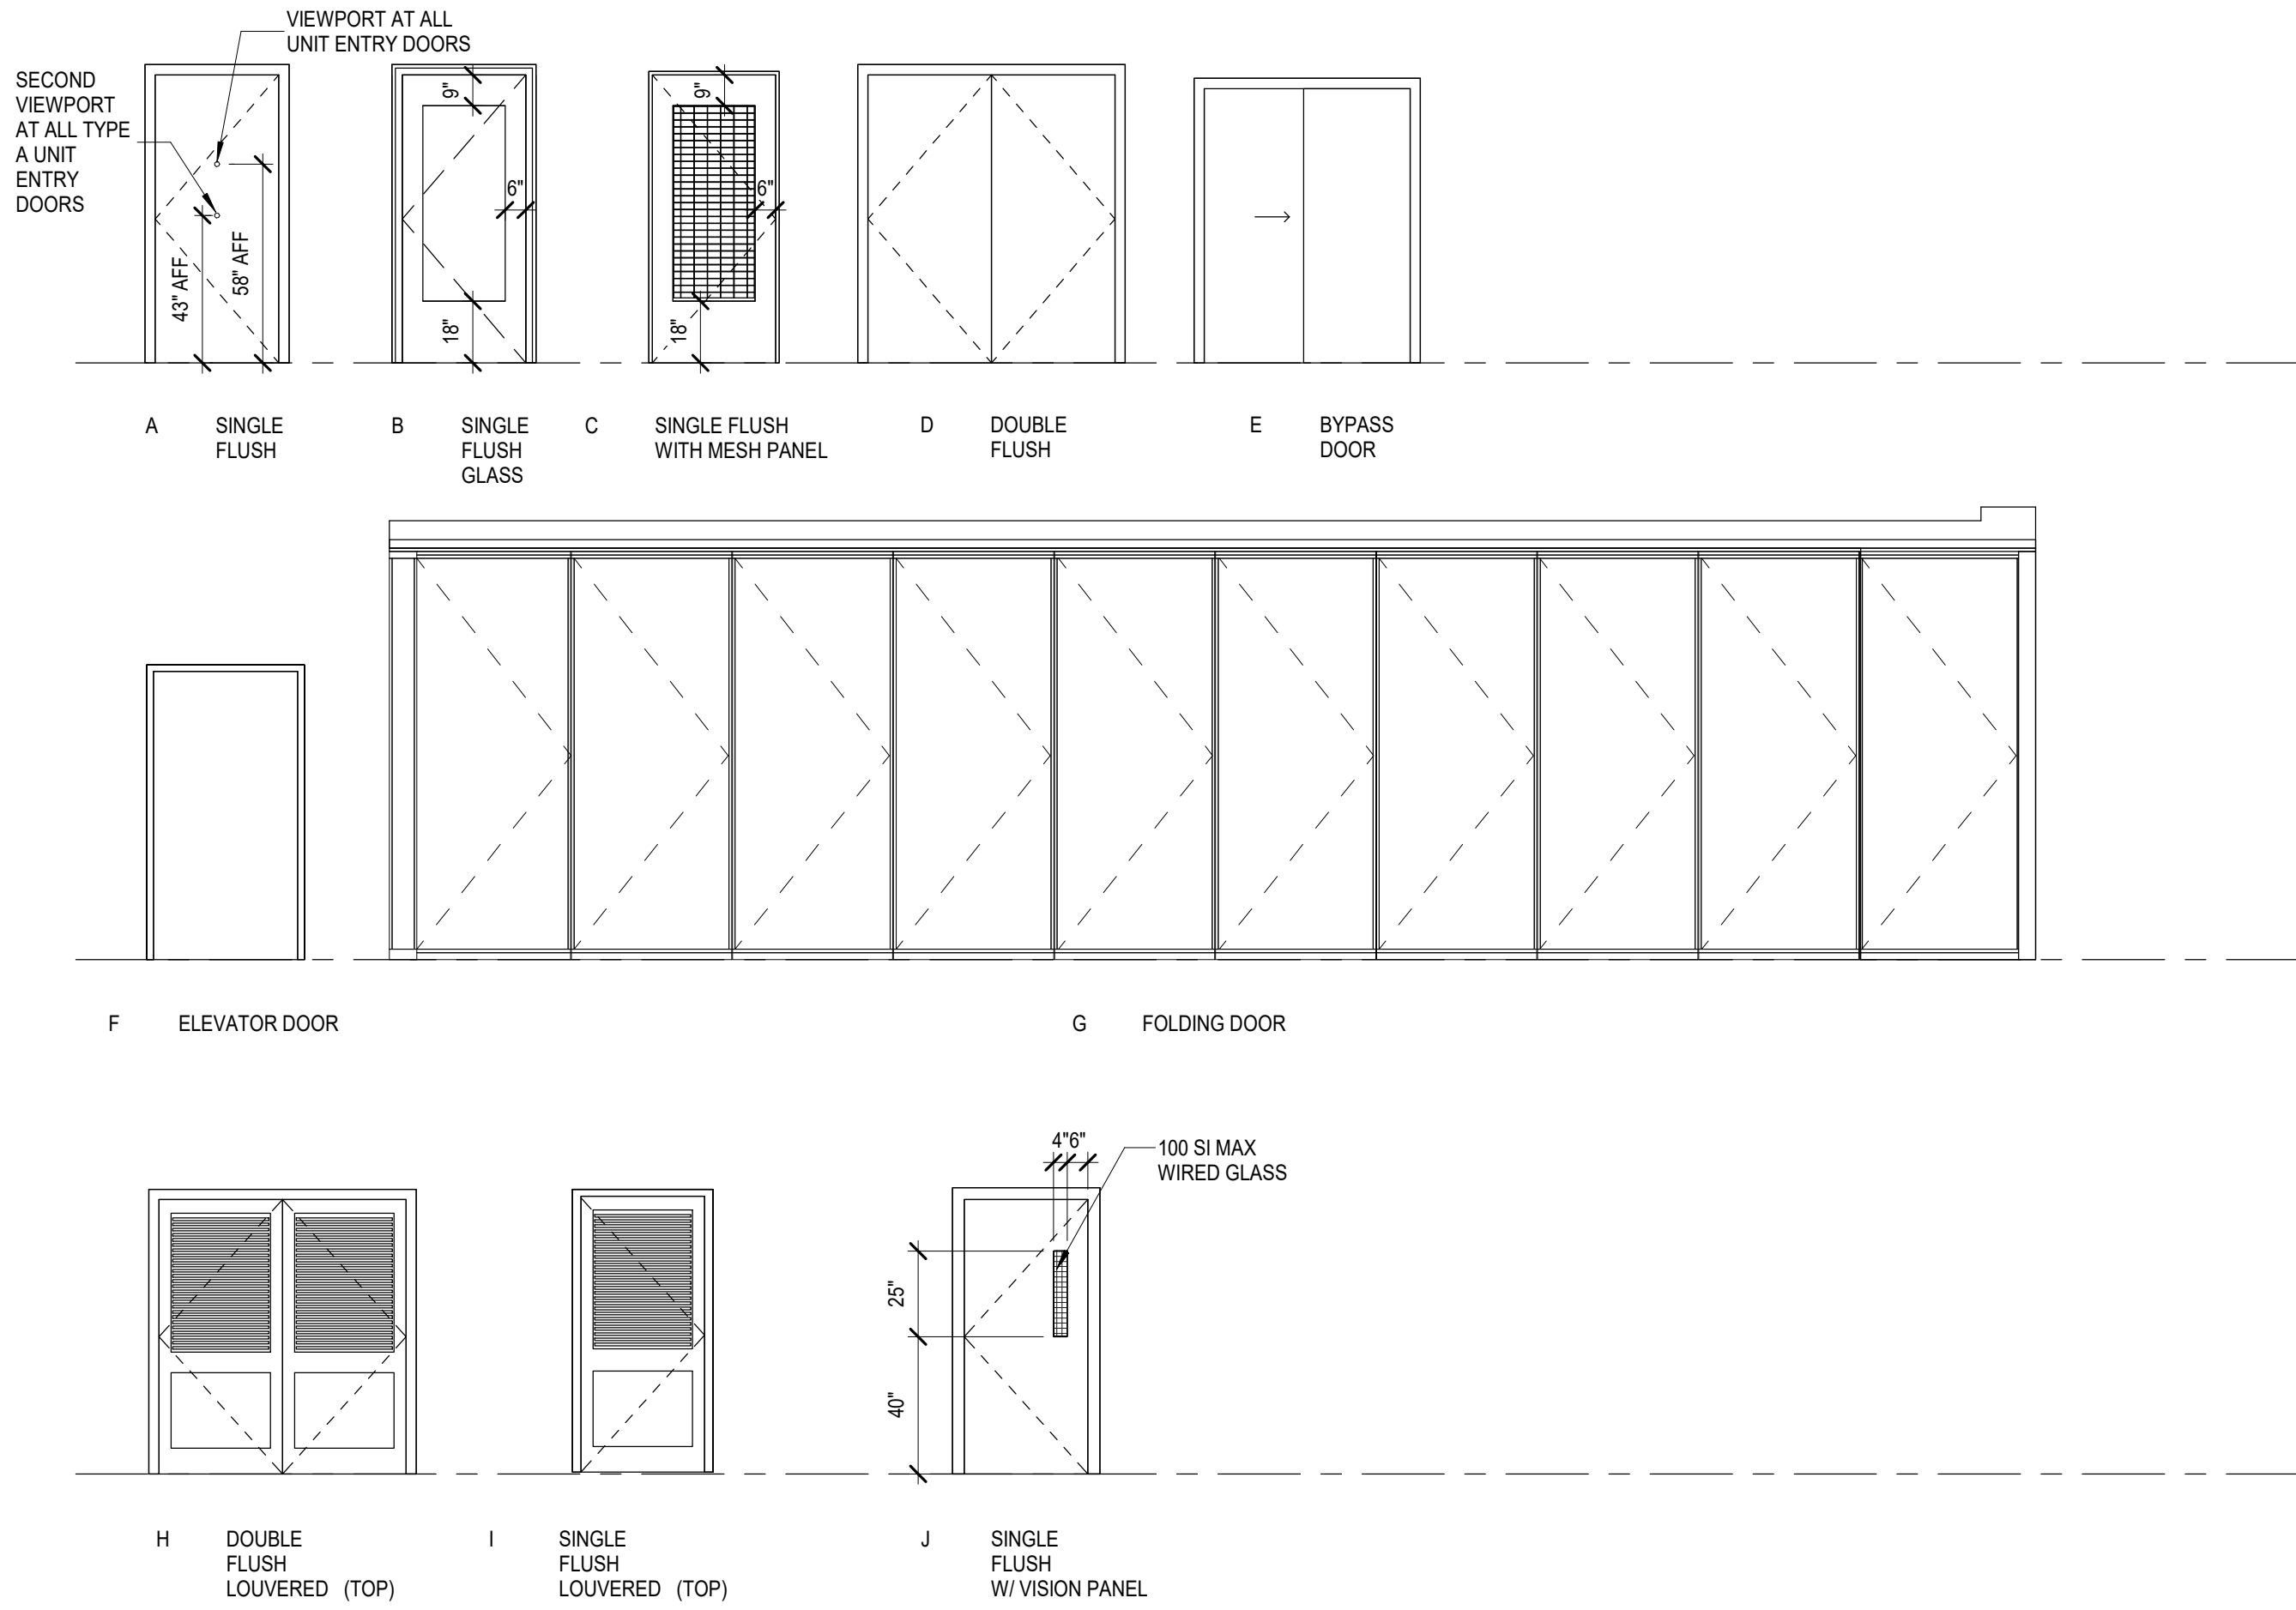 VIEWPORT AT ALL
UNIT ENTRY DOORS
SECOND
VIEWPORT
AT ALL TYPE
A UNIT
ENTRY
DOORS
43" AFF
58" AFF
9"
6"
18"
9"
6"
18"
A SINGLE
FLUSH
B SINGLE
FLUSH
GLASS
C SINGLE FLUSH
WITH MESH PANEL
D DOUBLE
FLUSH
E BYPASS
DOOR
F ELEVATOR DOOR
G FOLDING DOOR
4" 6"
100 SI MAX
WIRED GLASS
25"
40"
H DOUBLE
FLUSH
LOUVERED (TOP)
I SINGLE
FLUSH
LOUVERED (TOP)
J SINGLE
FLUSH
W/ VISION PANEL